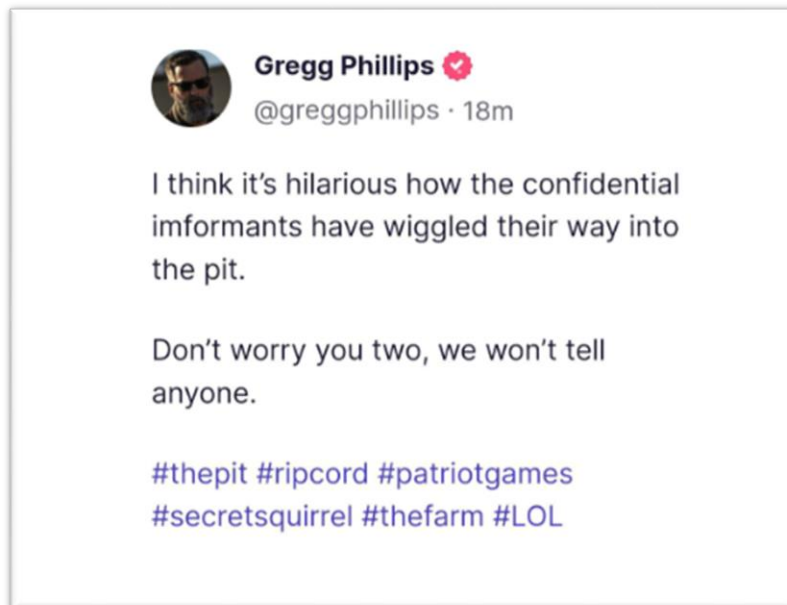 Gregg Phillips
@greggphillips · 18m
I think it's hilarious how the confidential
imformants have wiggled their way into
the pit.
Don't worry you two, we won't tell
anyone.
#thepit #ripcord #patriotgames
#secretsquirrel #thefarm #LOL